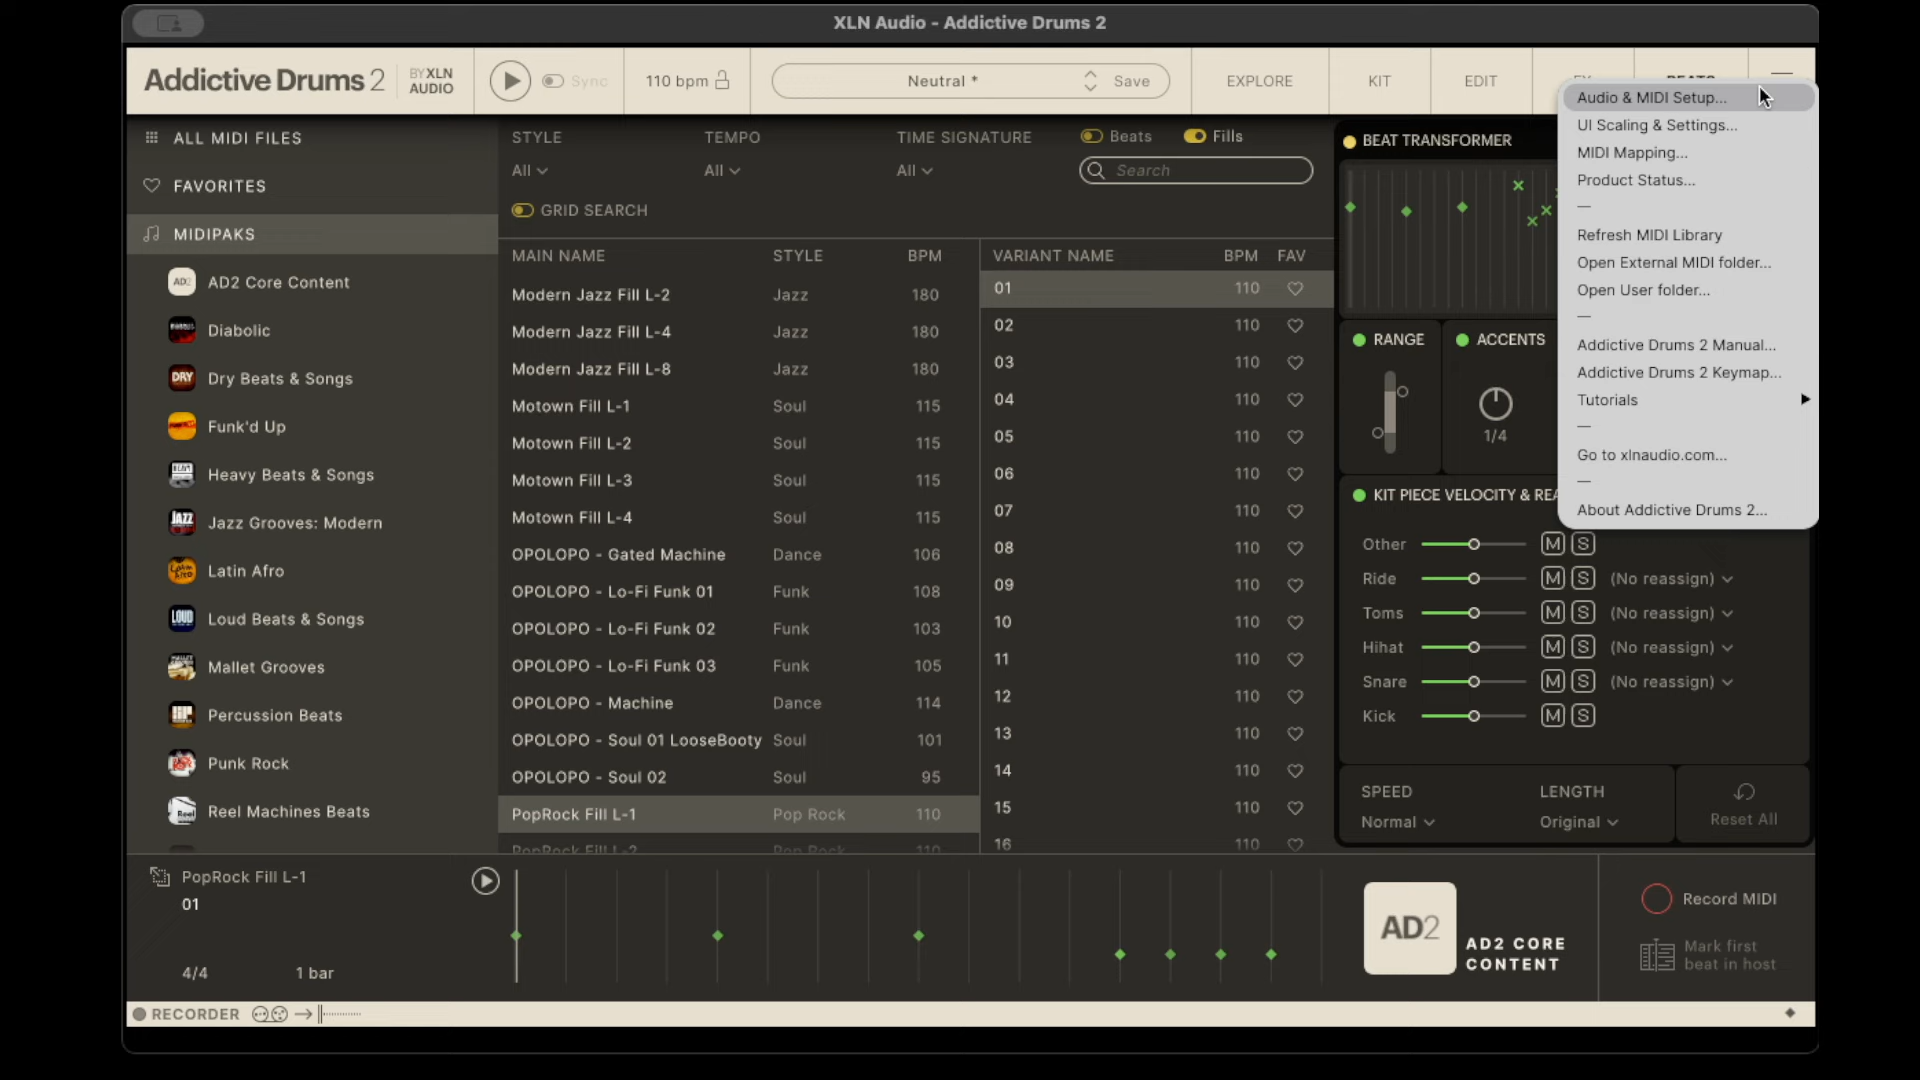 XLN Audio - Addictive Drums 2
Addictive Drums 2
BY XLN
AUDIO
Sync
110 bpm
Neutral *
Save
EXPLORE
KIT
EDIT
BEATS
ALL MIDI FILES
FAVORITES
MIDIPAKS
AD2 Core Content
Diabolic
Dry Beats & Songs
Funk'd Up
Heavy Beats & Songs
Jazz Grooves: Modern
Latin Afro
Loud Beats & Songs
Mallet Grooves
Percussion Beats
Punk Rock
Reel Machines Beats
STYLE
All
TEMPO
All
TIME SIGNATURE
All
Beats
Fills
Search
GRID SEARCH
MAIN NAME STYLE BPM
Modern Jazz Fill L-2 Jazz 180
Modern Jazz Fill L-4 Jazz 180
Modern Jazz Fill L-8 Jazz 180
Motown Fill L-1 Soul 115
Motown Fill L-2 Soul 115
Motown Fill L-3 Soul 115
Motown Fill L-4 Soul 115
OPOLOPO - Gated Machine Dance 106
OPOLOPO - Lo-Fi Funk 01 Funk 108
OPOLOPO - Lo-Fi Funk 02 Funk 103
OPOLOPO - Lo-Fi Funk 03 Funk 105
OPOLOPO - Machine Dance 114
OPOLOPO - Soul 01 LooseBooty Soul 101
OPOLOPO - Soul 02 Soul 95
PopRock Fill L-1 Pop Rock 110
PopRock Fill L-2 Pop Rock 110
VARIANT NAME BPM FAV
01 110
02 110
03 110
04 110
05 110
06 110
07 110
08 110
09 110
10 110
11 110
12 110
13 110
14 110
15 110
16 110
BEAT TRANSFORMER
RANGE
ACCENTS
1/4
KIT PIECE VELOCITY & REA
Other M S
Ride M S (No reassign)
Toms M S (No reassign)
Hihat M S (No reassign)
Snare M S (No reassign)
Kick M S
SPEED
Normal
LENGTH
Original
Reset All
Audio & MIDI Setup...
UI Scaling & Settings...
MIDI Mapping...
Product Status...
Refresh MIDI Library
Open External MIDI folder...
Open User folder...
Addictive Drums 2 Manual...
Addictive Drums 2 Keymap...
Tutorials
Go to xlnaudio.com...
About Addictive Drums 2...
PopRock Fill L-1
01
4/4 1 bar
AD2
AD2 CORE
CONTENT
Record MIDI
Mark first
beat in host
RECORDER